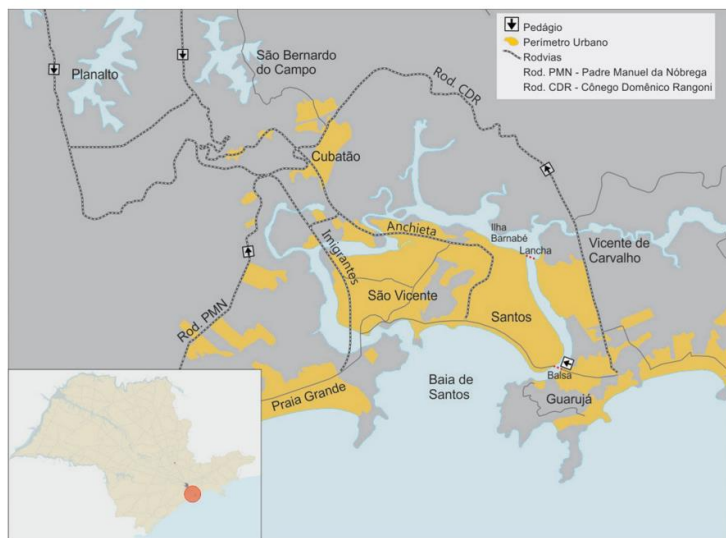 Pedágio
Perímetro Urbano
Rodvias
Rod. PMN - Padre Manuel da Nóbrega
Rod. CDR - Cônego Domênico Rangoni
São Bernardo
do Campo
Planalto
Rod. CDR
Cubatão
Anchieta
Ilha
Barnabé
Lancha
Vicente de
Carvalho
Imigrantes
São Vicente
Santos
Rod. PMN
Balsa
Praia Grande
Baia de
Santos
Guarujá